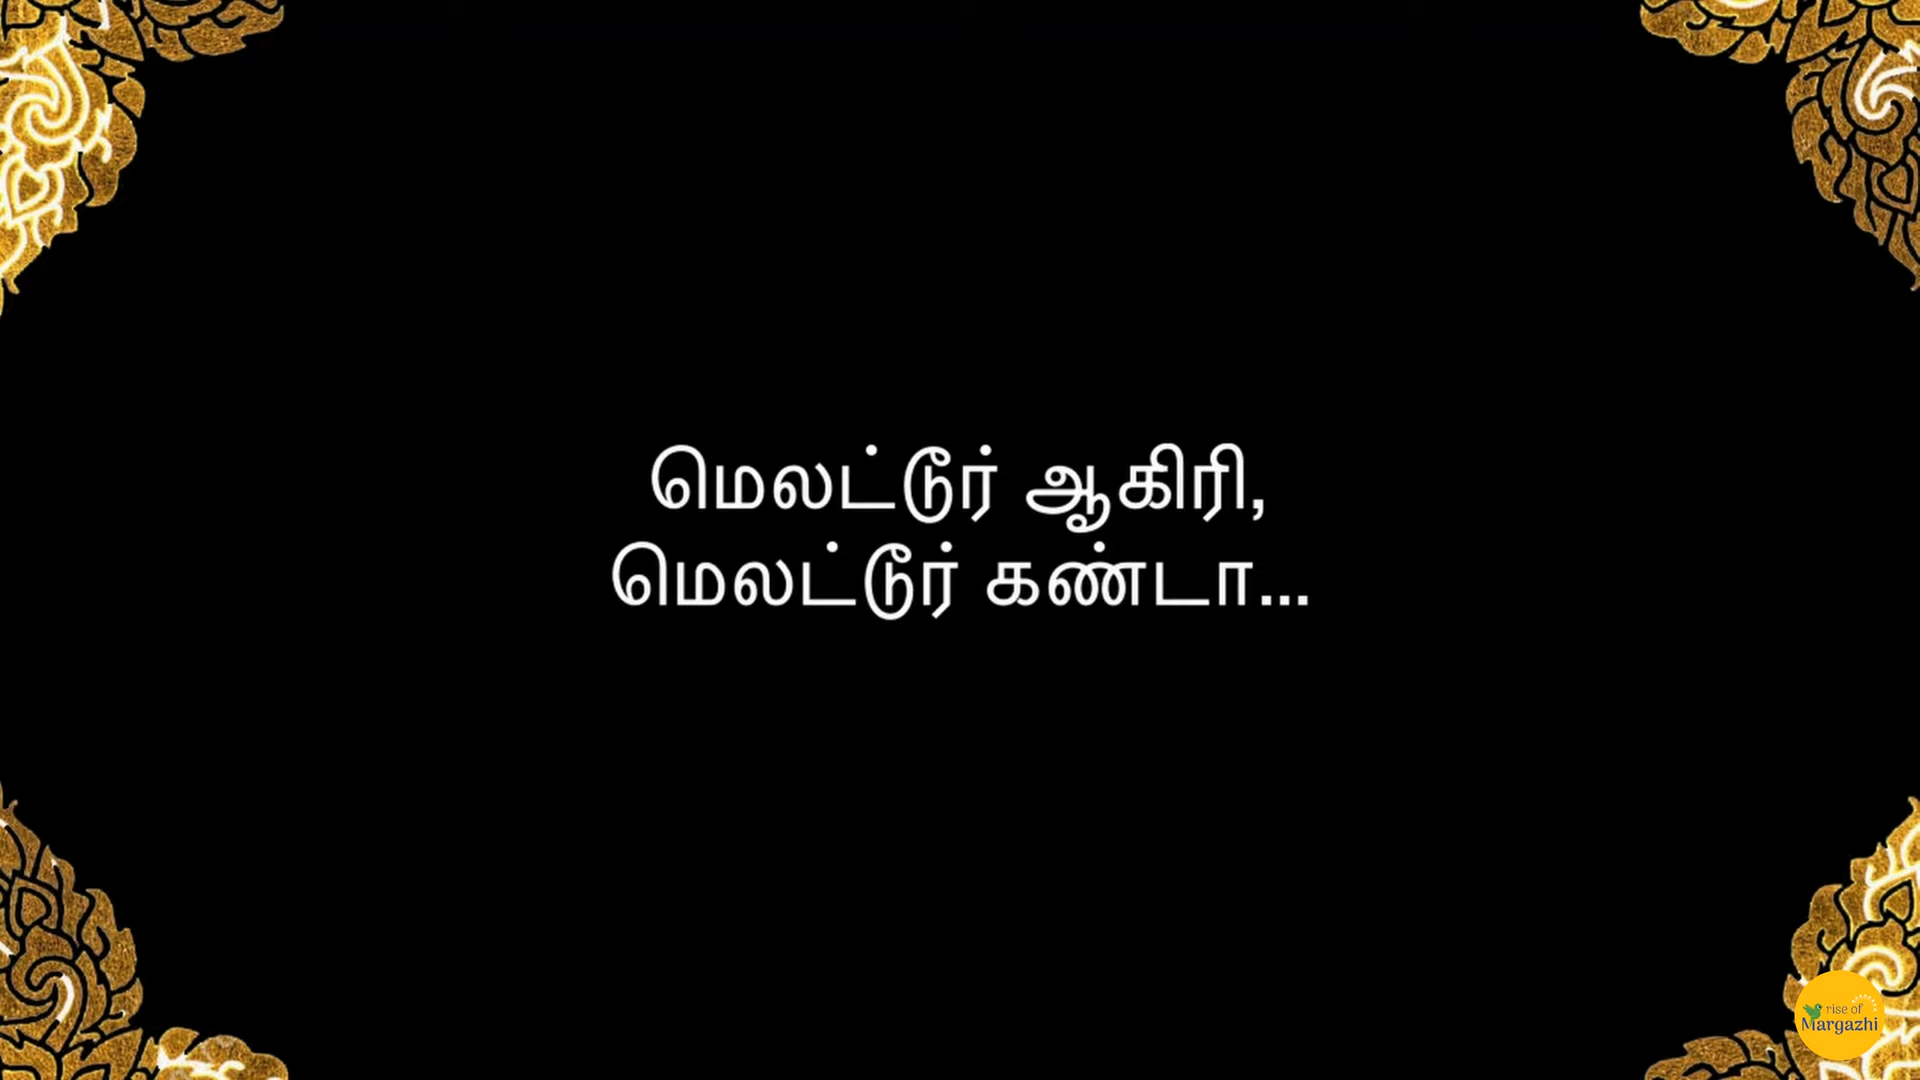 மெலட்டூர் ஆகிரி,
மெலட்டூர் கண்டா...
rise of
Margazhi